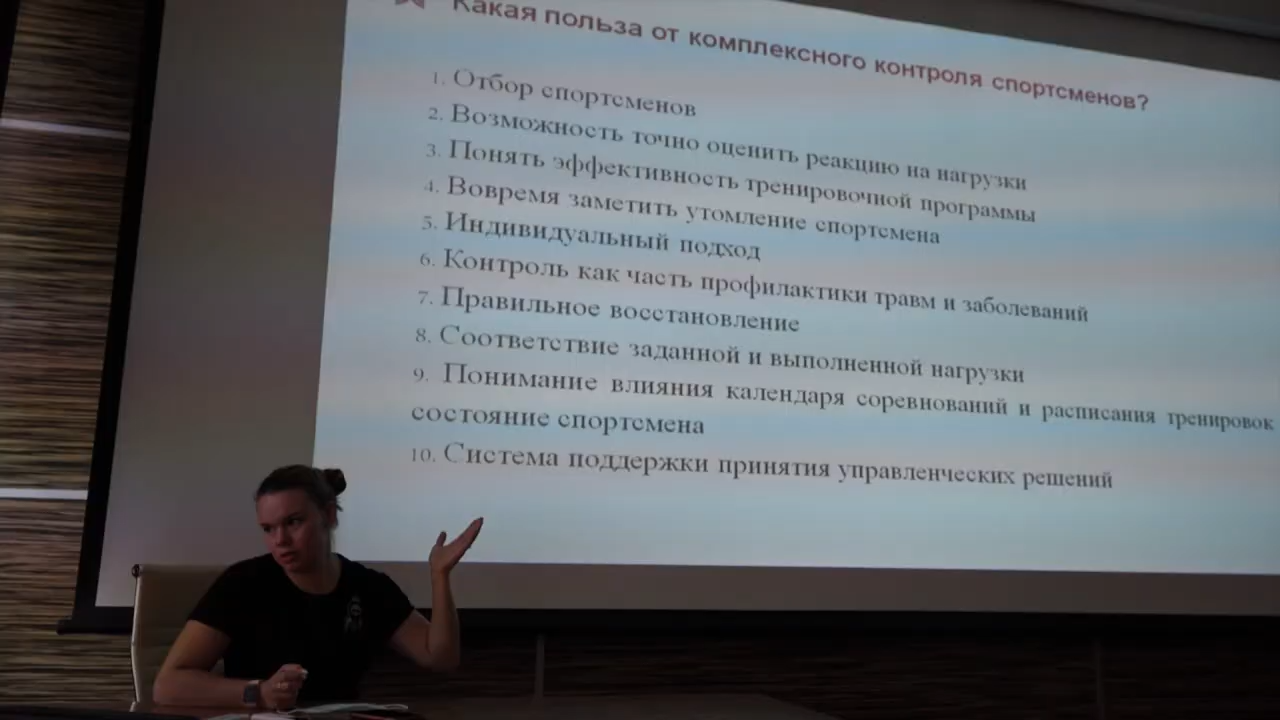 Какая польза от комплексного контроля спортсменов?
1. Отбор спортсменов
2. Возможность точно оценить реакцию на нагрузки
3. Понять эффективность тренировочной программы
4. Вовремя заметить утомление спортсмена
5. Индивидуальный подход
6. Контроль как часть профилактики травм и заболеваний
7. Правильное восстановление
8. Соответствие заданной и выполненной нагрузки
9. Понимание влияния календаря соревнований и расписания тренировок
состояние спортсмена
10. Система поддержки принятия управленческих решений